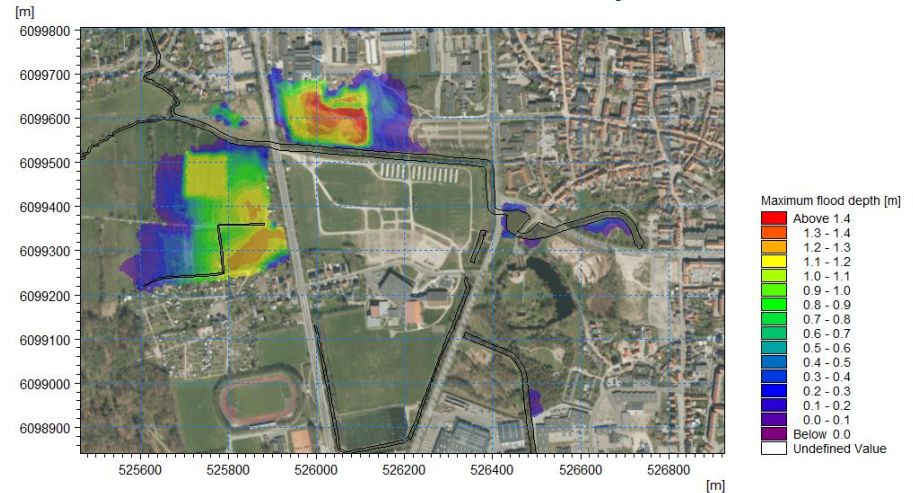 [m]
6099800
6099700
6099600
6099500
6099400
6099300
6099200
6099100
6099000
6098900
525600 525800 526000 526200 526400 526600 526800
[m]
Maximum flood depth [m]
Above 1.4
1.3 - 1.4
1.2 - 1.3
1.1 - 1.2
1.0 - 1.1
0.9 - 1.0
0.8 - 0.9
0.7 - 0.8
0.6 - 0.7
0.5 - 0.6
0.4 - 0.5
0.3 - 0.4
0.2 - 0.3
0.1 - 0.2
0.0 - 0.1
Below 0.0
Undefined Value